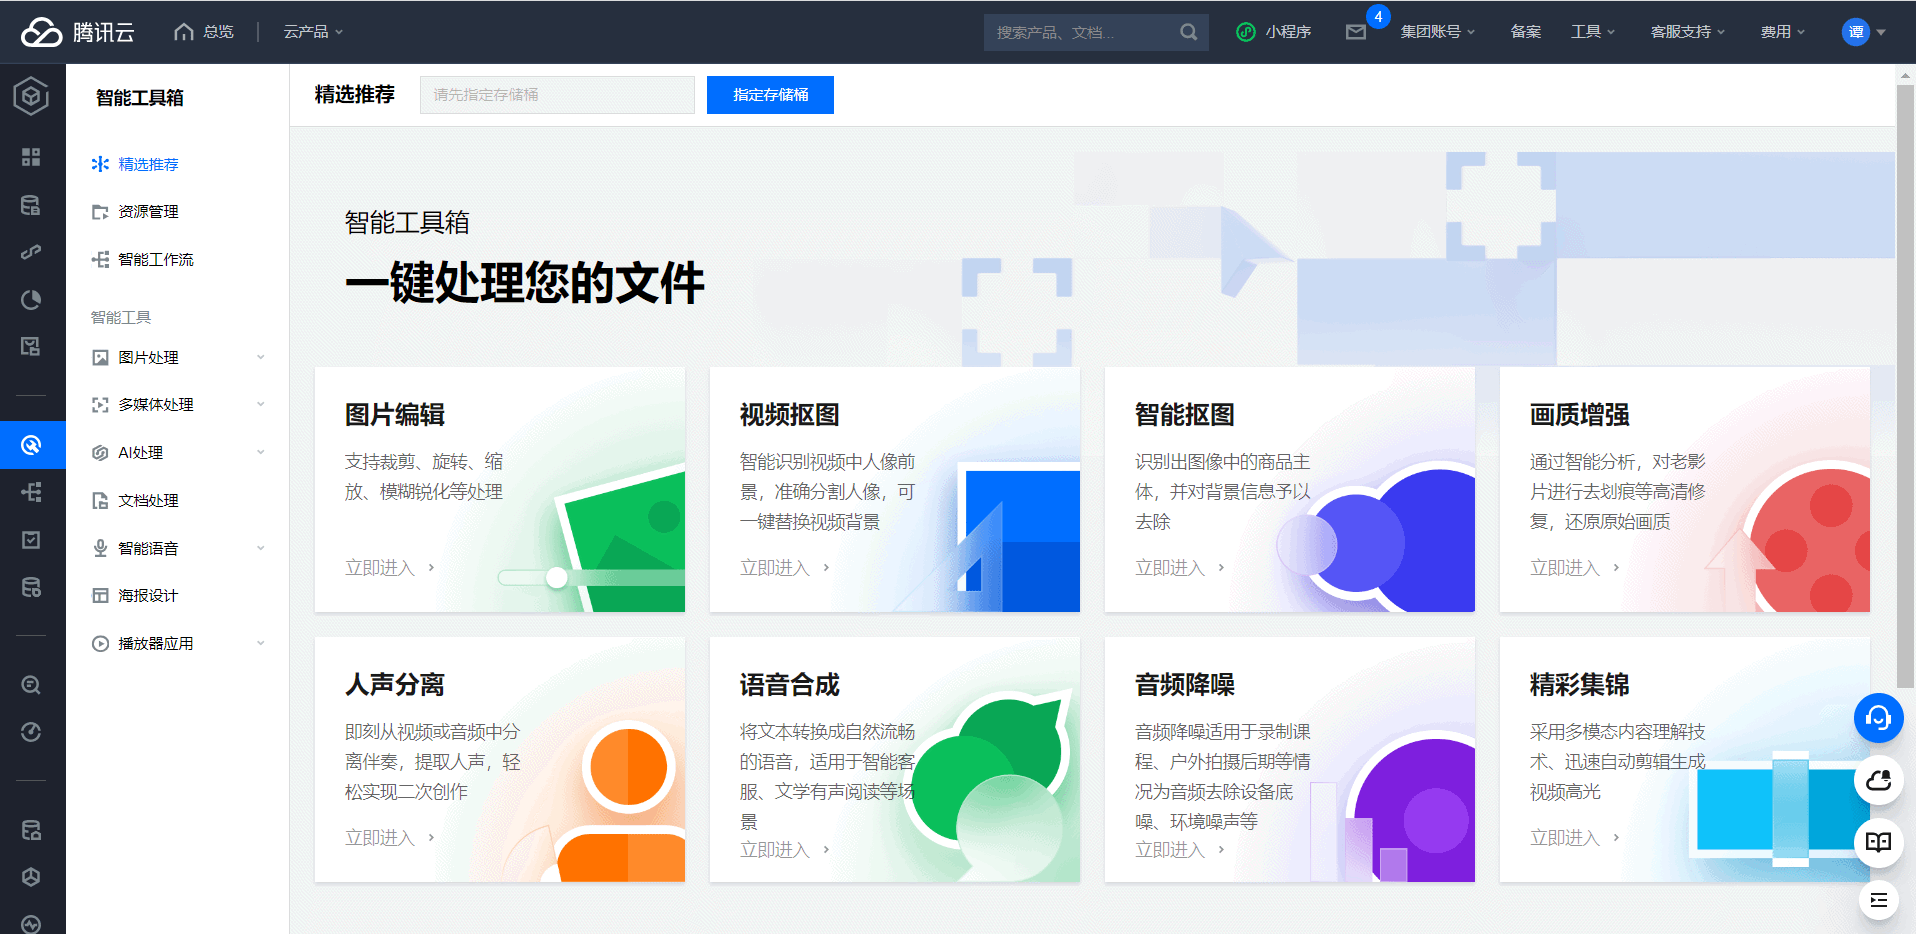 腾讯云
总览
云产品
搜索产品、文档...
小程序
4
集团账号
备案
工具
客服支持
费用
谭
智能工具箱
精选推荐
资源管理
智能工作流
智能工具
图片处理
多媒体处理
AI处理
文档处理
智能语音
海报设计
播放器应用
精选推荐
请先指定存储桶
指定存储桶
智能工具箱
一键处理您的文件
图片编辑
支持裁剪、旋转、缩
放、模糊锐化等处理
立即进入
视频抠图
智能识别视频中人像前
景，准确分割人像，可
一键替换视频背景
立即进入
智能抠图
识别出图像中的商品主
体，并对背景信息予以
去除
立即进入
画质增强
通过智能分析，对老影
片进行去划痕等高清修
复，还原原始画质
立即进入
人声分离
即刻从视频或音频中分
离伴奏，提取人声，轻
松实现二次创作
立即进入
语音合成
将文本转换成自然流畅
的语音，适用于智能客
服、文学有声阅读等场
景
立即进入
音频降噪
音频降噪适用于录制课
程、户外拍摄后期等情
况为音频去除设备底
噪、环境噪声等
立即进入
精彩集锦
采用多模态内容理解技
术、迅速自动剪辑生成
视频高光
立即进入